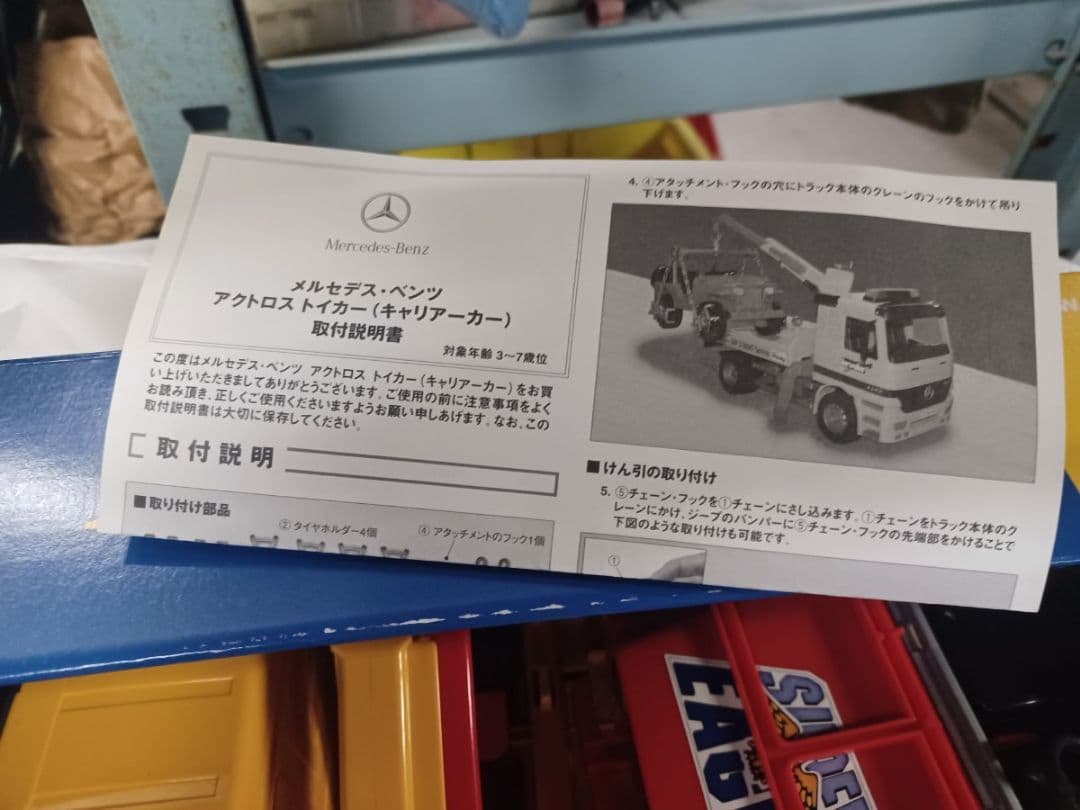 Mercedes-Benz
メルセデス・ベンツ
アクトロス トイカー(キャリアーカー)
取付説明書
対象年齢 3〜7歳位
この度はメルセデス・ベンツ アクトロス トイカー(キャリアーカー)をお買
い上げいただきましてありがとうございます。ご使用の前に注意事項をよく
お読み頂き、正しくご使用くださいますようお願い申しあげます。なお、この
取付説明書は大切に保存してください。
取付説明
■取り付け部品
②タイヤホルダー4個
④アタッチメントのフック1個
4. ④アタッチメント・フックの穴にトラック本体のクレーンのフックをかけて吊り
下げます。
■けん引の取り付け
5. ⑤チェーン・フックを①チェーンにさし込みます。①チェーンをトラック本体のク
レーンにかけ、ジープのバンパーに⑤チェーン・フックの先端部をかけることで
下図のような取り付けも可能です。
①